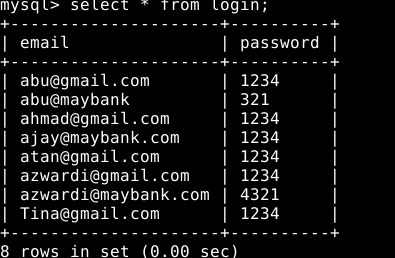 mysql> select * from login;
+--------------------+----------+
| email              | password |
+--------------------+----------+
| abu@gmail.com      | 1234     |
| abu@maybank        | 321      |
| ahmad@gmail.com    | 1234     |
| ajay@maybank.com   | 1234     |
| atan@gmail.com     | 1234     |
| azwardi@gmail.com  | 1234     |
| azwardi@maybank.com | 4321     |
| Tina@gmail.com     | 1234     |
+--------------------+----------+
8 rows in set (0.00 sec)